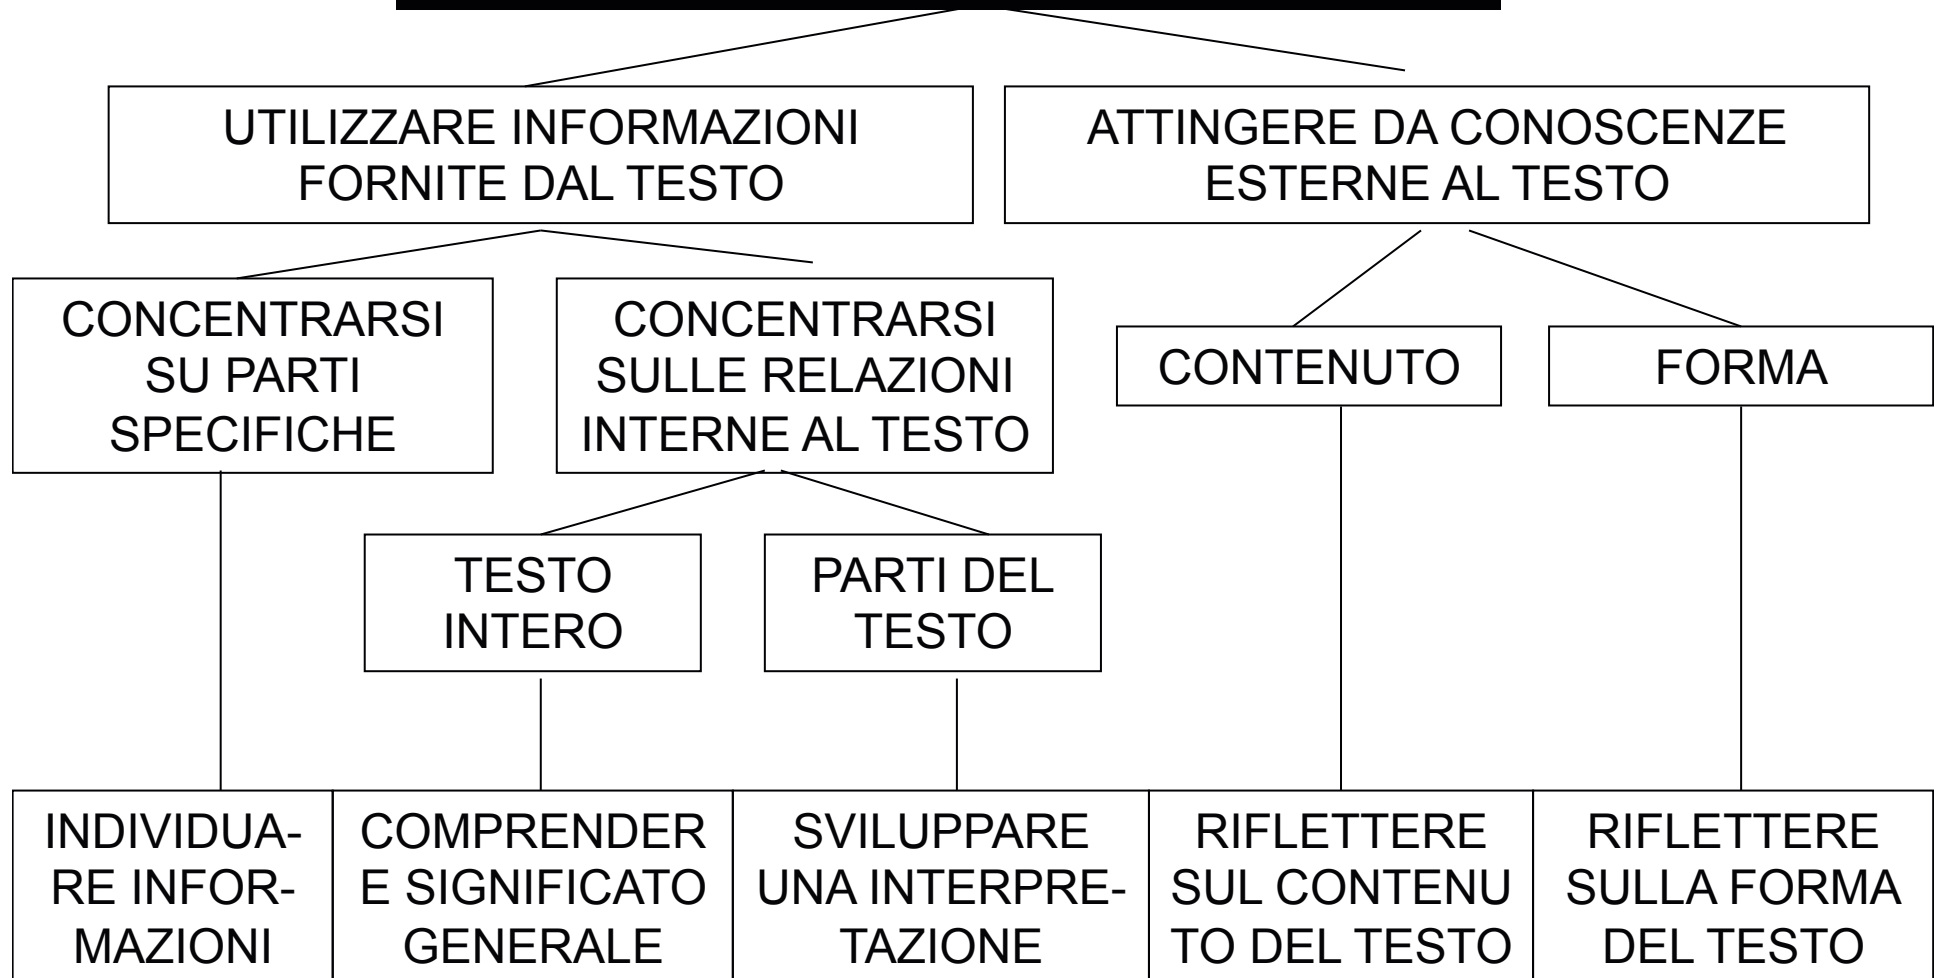 UTILIZZARE INFORMAZIONI
FORNITE DAL TESTO
ATTINGERE DA CONOSCENZE
ESTERNE AL TESTO
CONCENTRARSI
SU PARTI
SPECIFICHE
CONCENTRARSI
SULLE RELAZIONI
INTERNE AL TESTO
CONTENUTO
FORMA
TESTO
INTERO
PARTI DEL
TESTO
INDIVIDUA-
RE INFOR-
MAZIONI
COMPRENDER
E SIGNIFICATO
GENERALE
SVILUPPARE
UNA INTERPRE-
TAZIONE
RIFLETTERE
SUL CONTENU
TO DEL TESTO
RIFLETTERE
SULLA FORMA
DEL TESTO